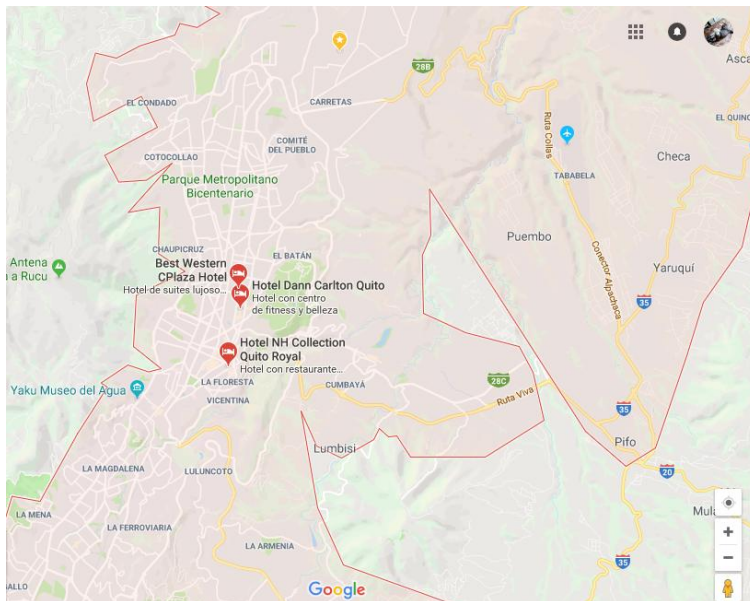 Asca
28B
EL CONDADO
CARRETAS
Ruta Collas
EL QUINC
COMITÉ
DEL PUEBLO
COTOCOLLAO
Checa
TABABELA
Parque Metropolitano
Bicentenario
Puembo
CHAUPICRUZ
EL BATÁN
Antena
a Rucu
Best Western
CPlaza Hotel
Hotel de suites lujoso...
Hotel Dann Carlton Quito
Hotel con centro
de fitness y belleza
Conector Alpachaca
Yaruquí
35
Hotel NH Collection
Quito Royal
Hotel con restaurante...
LA FLORESTA
CUMBAYÁ
28C
Ruta Viva
Yaku Museo del Agua
VICENTINA
35
Lumbisi
Pifo
LA MAGDALENA
LULUNCOTO
20
LA MENA
Mula
LA FERROVIARIA
LA ARMENIA
35
GALLO
Google